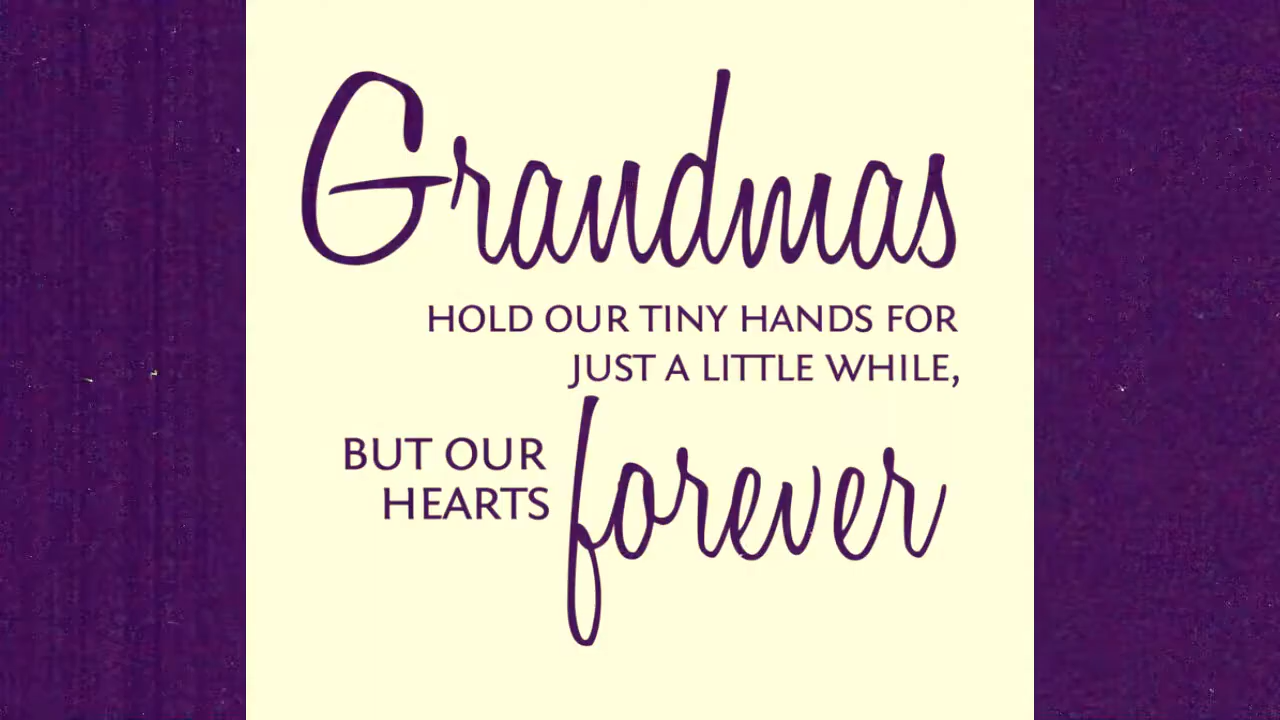 Grandmas
HOLD OUR TINY HANDS FOR
JUST A LITTLE WHILE,
BUT OUR
HEARTS forever